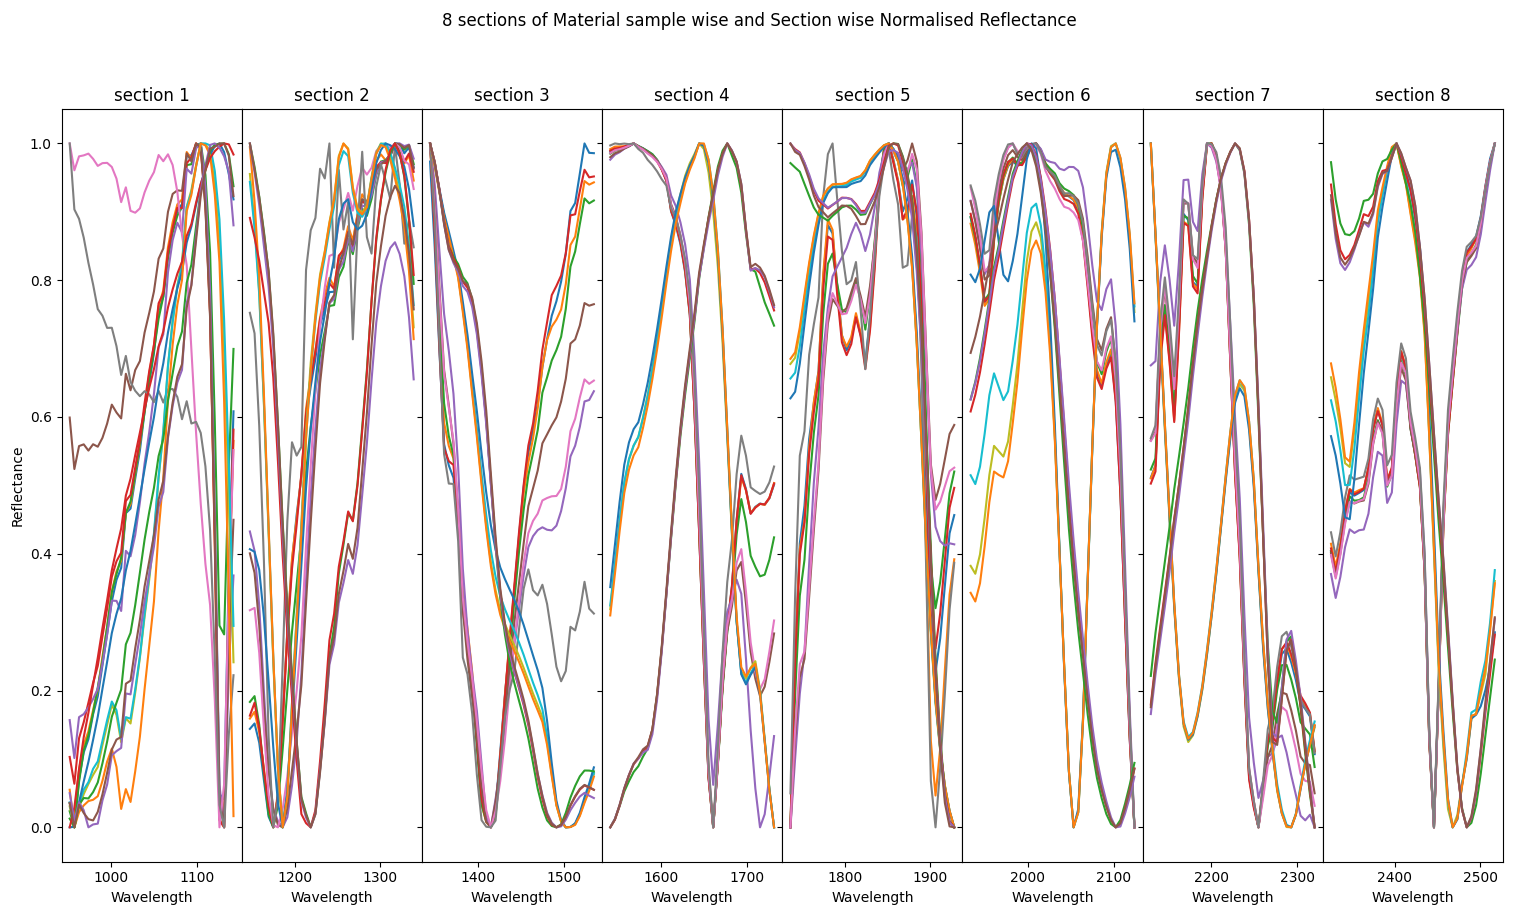 8 sections of Material sample wise and Section wise Normalised Reflectance
section 1 section 2 section 3 section 4 section 5 section 6 section 7 section 8
1.0
0.8
0.6
0.4
0.2
0.0
Reflectance
1000 1100 1200 1300 1400 1500 1600 1700 1800 1900 2000 2100 2200 2300 2400 2500
Wavelength Wavelength Wavelength Wavelength Wavelength Wavelength Wavelength Wavelength